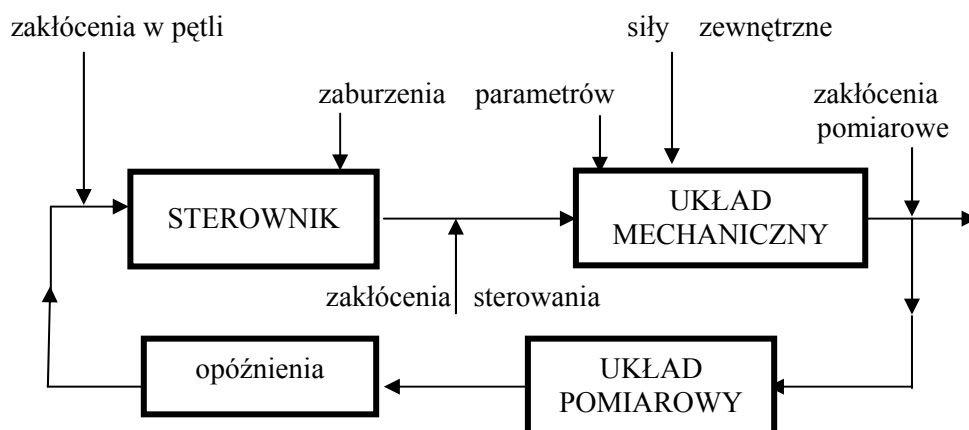 zakłócenia w pętli
siły zewnętrzne
zaburzenia parametrów
zakłócenia
pomiarowe
STEROWNIK
UKŁAD
MECHANICZNY
zakłócenia sterowania
opóźnienia
UKŁAD
POMIAROWY